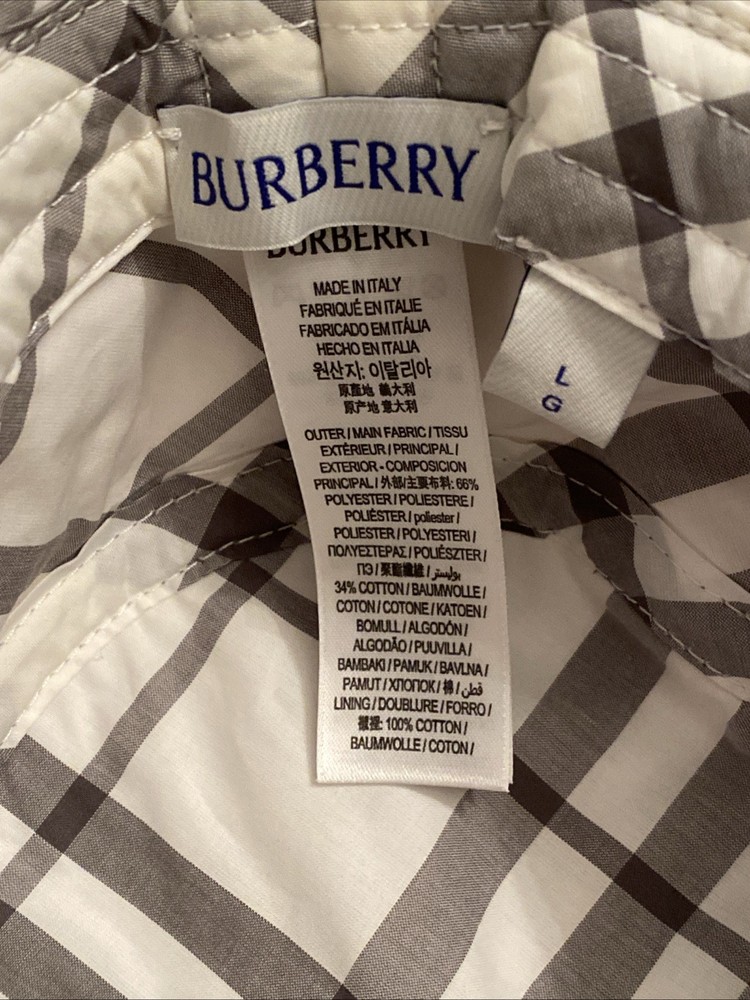 BURBERRY
BURBERRY
MADE IN ITALY
FABRIQUÉ EN ITALIE
FABRICADO EM ITÁLIA
HECHO EN ITALIA
원산지: 이탈리아
原產地 義大利
原产地 意大利
L
G
OUTER / MAIN FABRIC / TISSU
EXTÈRIEUR / PRINCIPAL /
EXTERIOR - COMPOSICION
PRINCIPAL / 外部/主要布料: 66%
POLYESTER / POLIESTERE /
POLIÉSTER / poliester /
POLIESTER / POLYESTERI /
ΠΟΛΥΕΣΤΕΡΑΣ / POLIÉSZTER /
ПЭ / 聚酯纖維 / بوليستر /
34% COTTON / BAUMWOLLE /
COTON / COTONE / KATOEN /
BOMULL / ALGODÓN /
ALGODÃO / PUUVILLA /
BAMBAKI / PAMUK / BAVLNA /
PAMUT / ХЛОПОК / 棉 / قطن /
LINING / DOUBLURE / FORRO /
襯裡: 100% COTTON /
BAUMWOLLE / COTON /